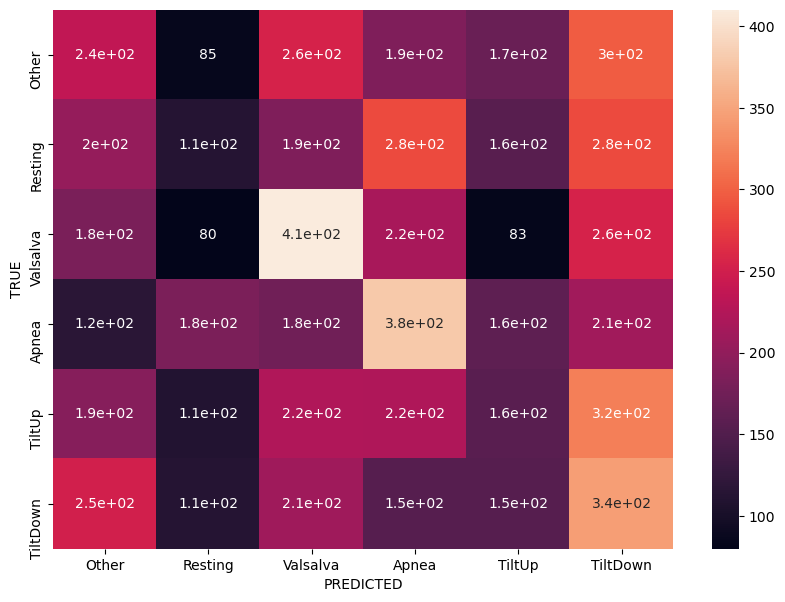 TRUE
Other 2.4e+02 85 2.6e+02 1.9e+02 1.7e+02 3e+02
Resting 2e+02 1.1e+02 1.9e+02 2.8e+02 1.6e+02 2.8e+02
Valsalva 1.8e+02 80 4.1e+02 2.2e+02 83 2.6e+02
Apnea 1.2e+02 1.8e+02 1.8e+02 3.8e+02 1.6e+02 2.1e+02
TiltUp 1.9e+02 1.1e+02 2.2e+02 2.2e+02 1.6e+02 3.2e+02
TiltDown 2.5e+02 1.1e+02 2.1e+02 1.5e+02 1.5e+02 3.4e+02
Other Resting Valsalva Apnea TiltUp TiltDown
PREDICTED
400
350
300
250
200
150
100